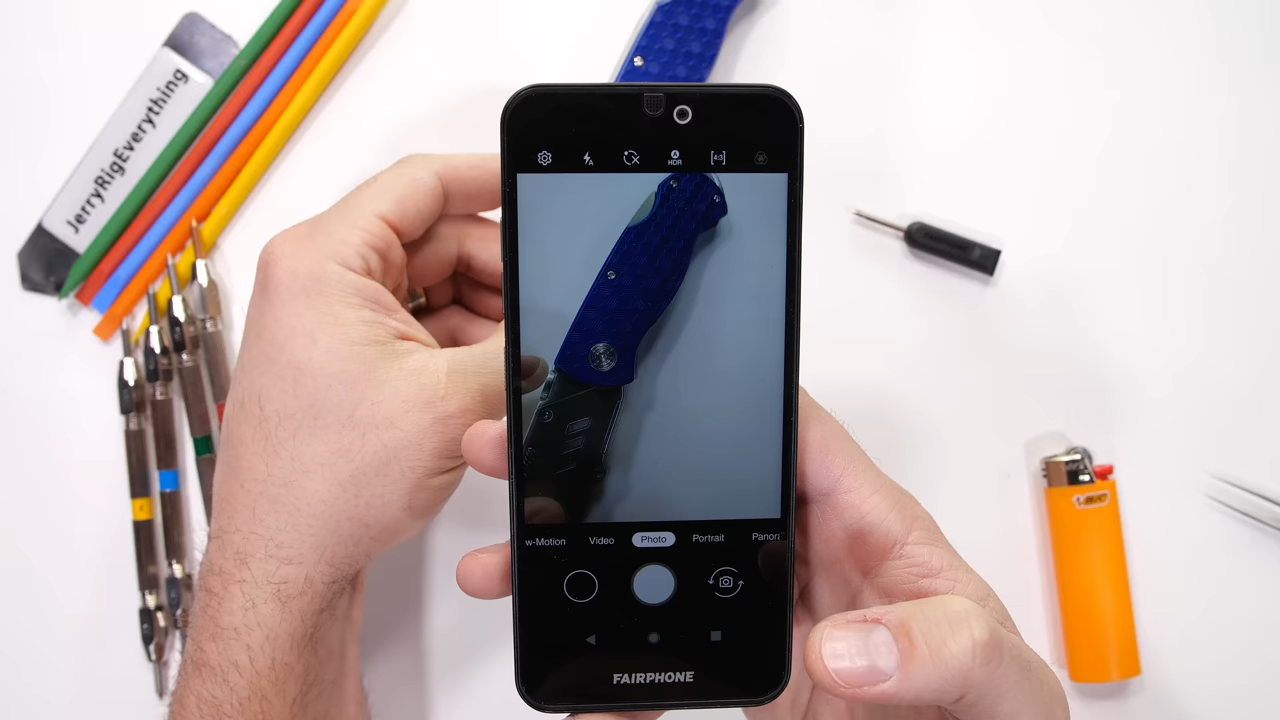 JerryRigEverything
A
A
HDR
4:3
w-Motion Video Photo Portrait Panora
FAIRPHONE
BIC